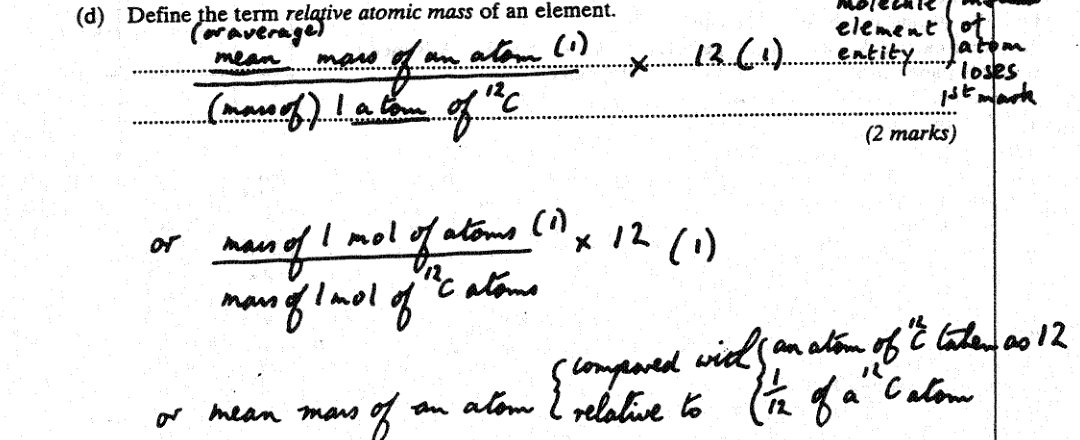 (d) Define the term relative atomic mass of an element.
(or average)
mean mass of an atom (1) × 12 (1)
(mass of) 1 atom of ¹²C
molecule
element
entity
of
atom
loses
1st mark
(2 marks)
or mass of 1 mol of atoms (1) × 12 (1)
mass of 1 mol of ¹²C atoms
or mean mass of an atom { compared with { an atom of ¹²C taken as 12
relative to 1/12 of a ¹²C atom